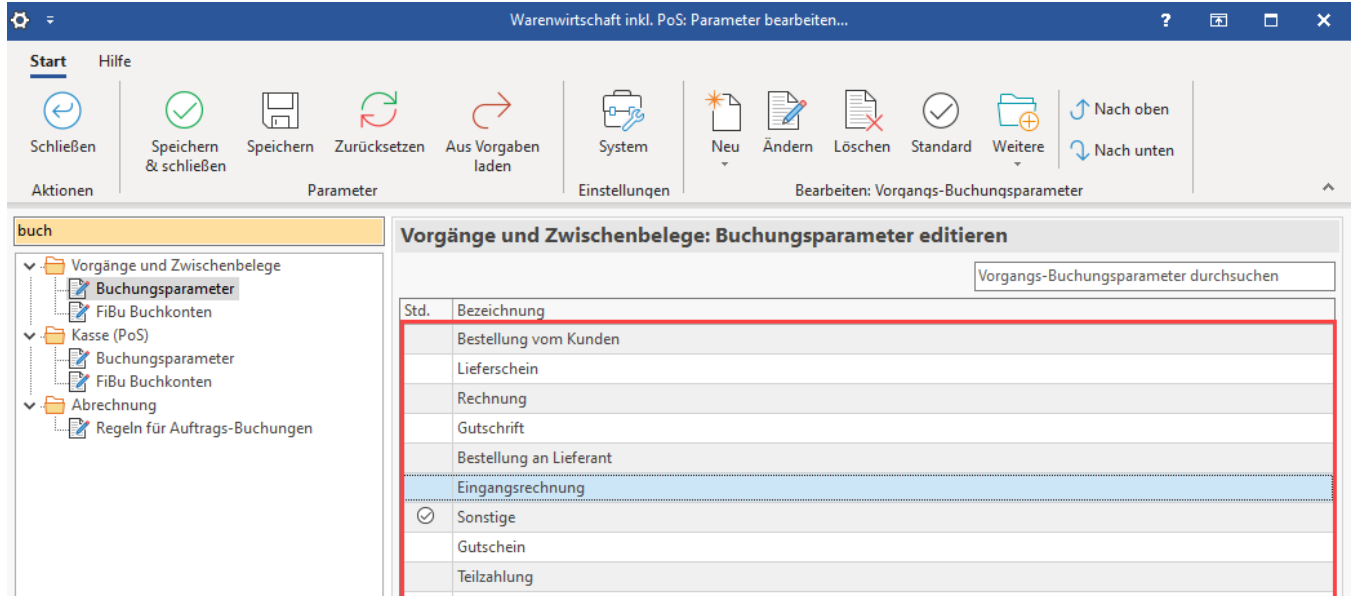 Warenwirtschaft inkl. PoS: Parameter bearbeiten...
?
Start Hilfe
Schließen
Speichern & schließen
Speichern
Zurücksetzen
Aus Vorgaben laden
System
Neu
Ändern
Löschen
Standard
Weitere
Nach oben
Nach unten
Aktionen
Parameter
Einstellungen
Bearbeiten: Vorgangs-Buchungsparameter
buch
Vorgänge und Zwischenbelege
Buchungsparameter
FiBu Buchkonten
Kasse (PoS)
Buchungsparameter
FiBu Buchkonten
Abrechnung
Regeln für Auftrags-Buchungen
Vorgänge und Zwischenbelege: Buchungsparameter editieren
Vorgangs-Buchungsparameter durchsuchen
Std. Bezeichnung
Bestellung vom Kunden
Lieferschein
Rechnung
Gutschrift
Bestellung an Lieferant
Eingangsrechnung
Sonstige
Gutschein
Teilzahlung